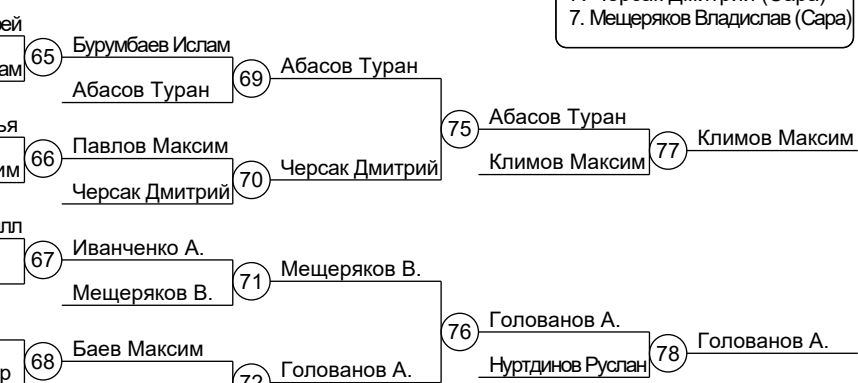 7. Мещеряков Владислав (Сара)
65
Бурумбаев Ислам
Абасов Туран
69
Абасов Туран
75
Абасов Туран
77
Климов Максим
66
Павлов Максим
Черсак Дмитрий
70
Черсак Дмитрий
Климов Максим
67
Иванченко А.
71
Мещеряков В.
Мещеряков В.
76
Голованов А.
78
Голованов А.
68
Баев Максим
Голованов А.
Нуртдинов Руслан